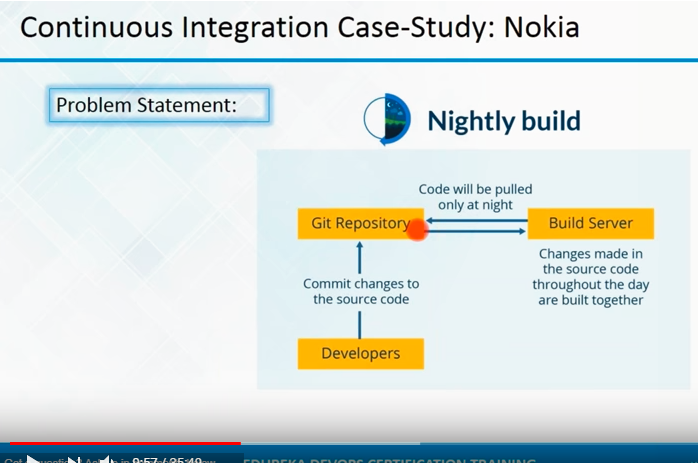 Continuous Integration Case-Study: Nokia
Problem Statement:
Nightly build
Code will be pulled
only at night
Git Repository
Build Server
Commit changes to
the source code
Changes made in
the source code
throughout the day
are built together
Developers
9:57 / 35:49
EDUREKA DEVOPS CERTIFICATION TRAINING